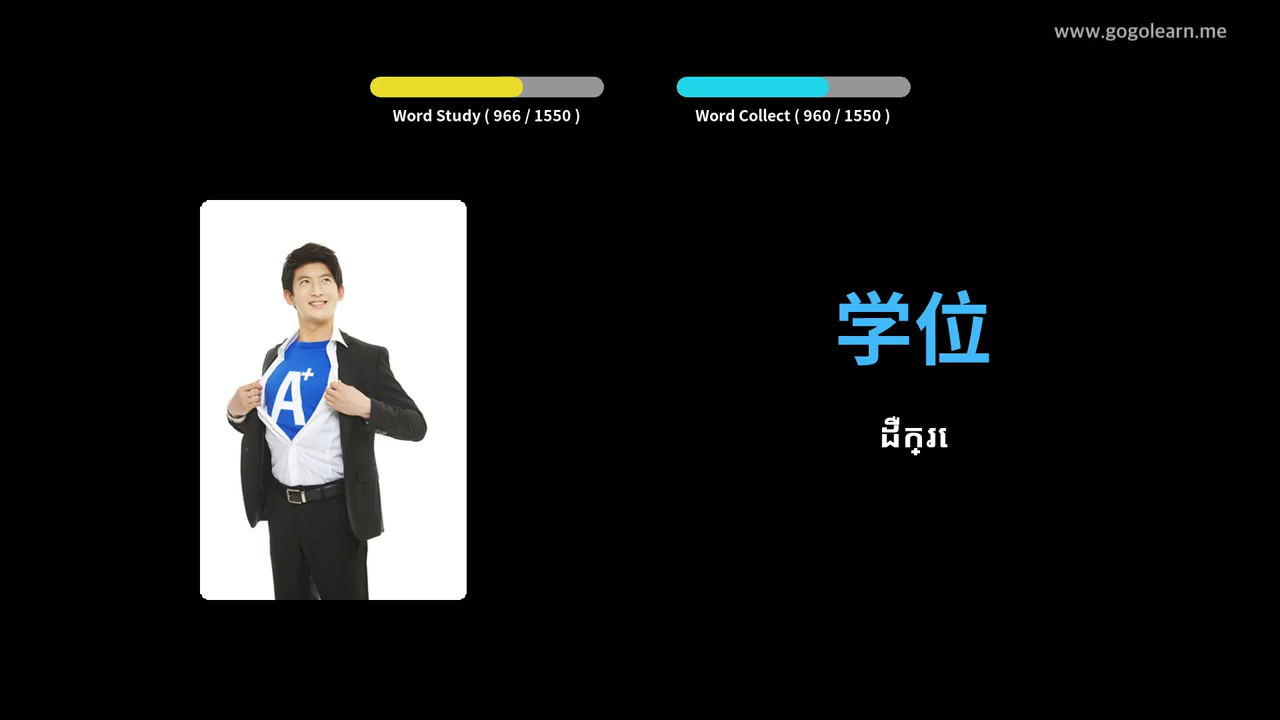 www.gogolearn.me
Word Study ( 966 / 1550 )
Word Collect ( 960 / 1550 )
A+
学位
ដឺក្រេ